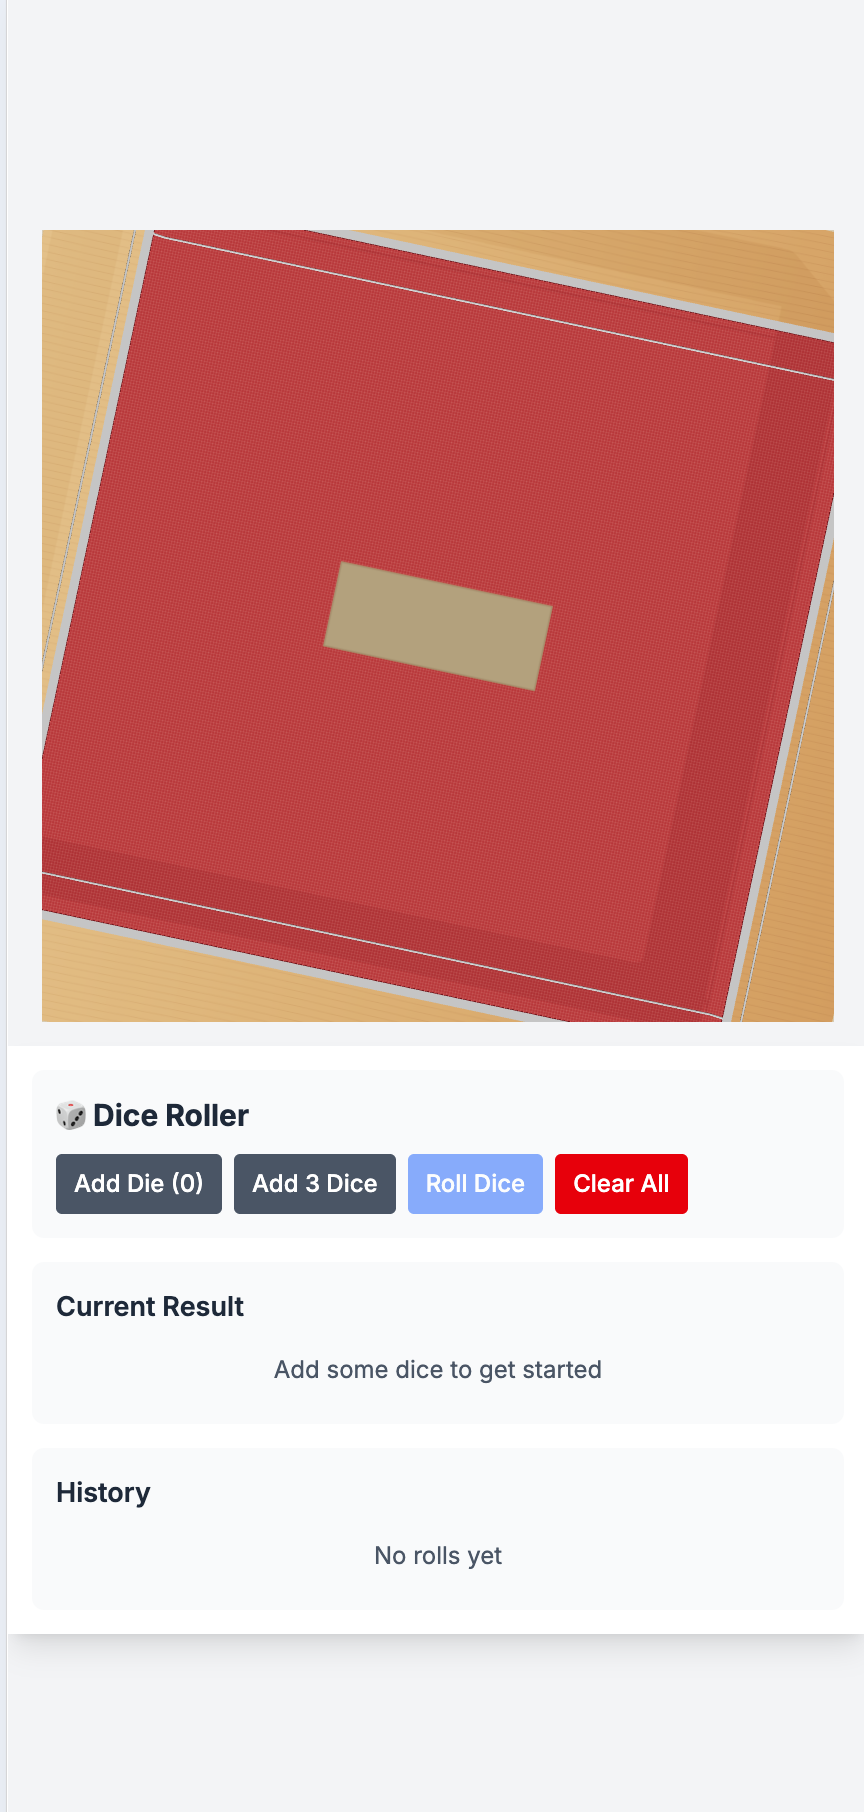 Dice Roller
Add Die (0) Add 3 Dice Roll Dice Clear All
Current Result
Add some dice to get started
History
No rolls yet